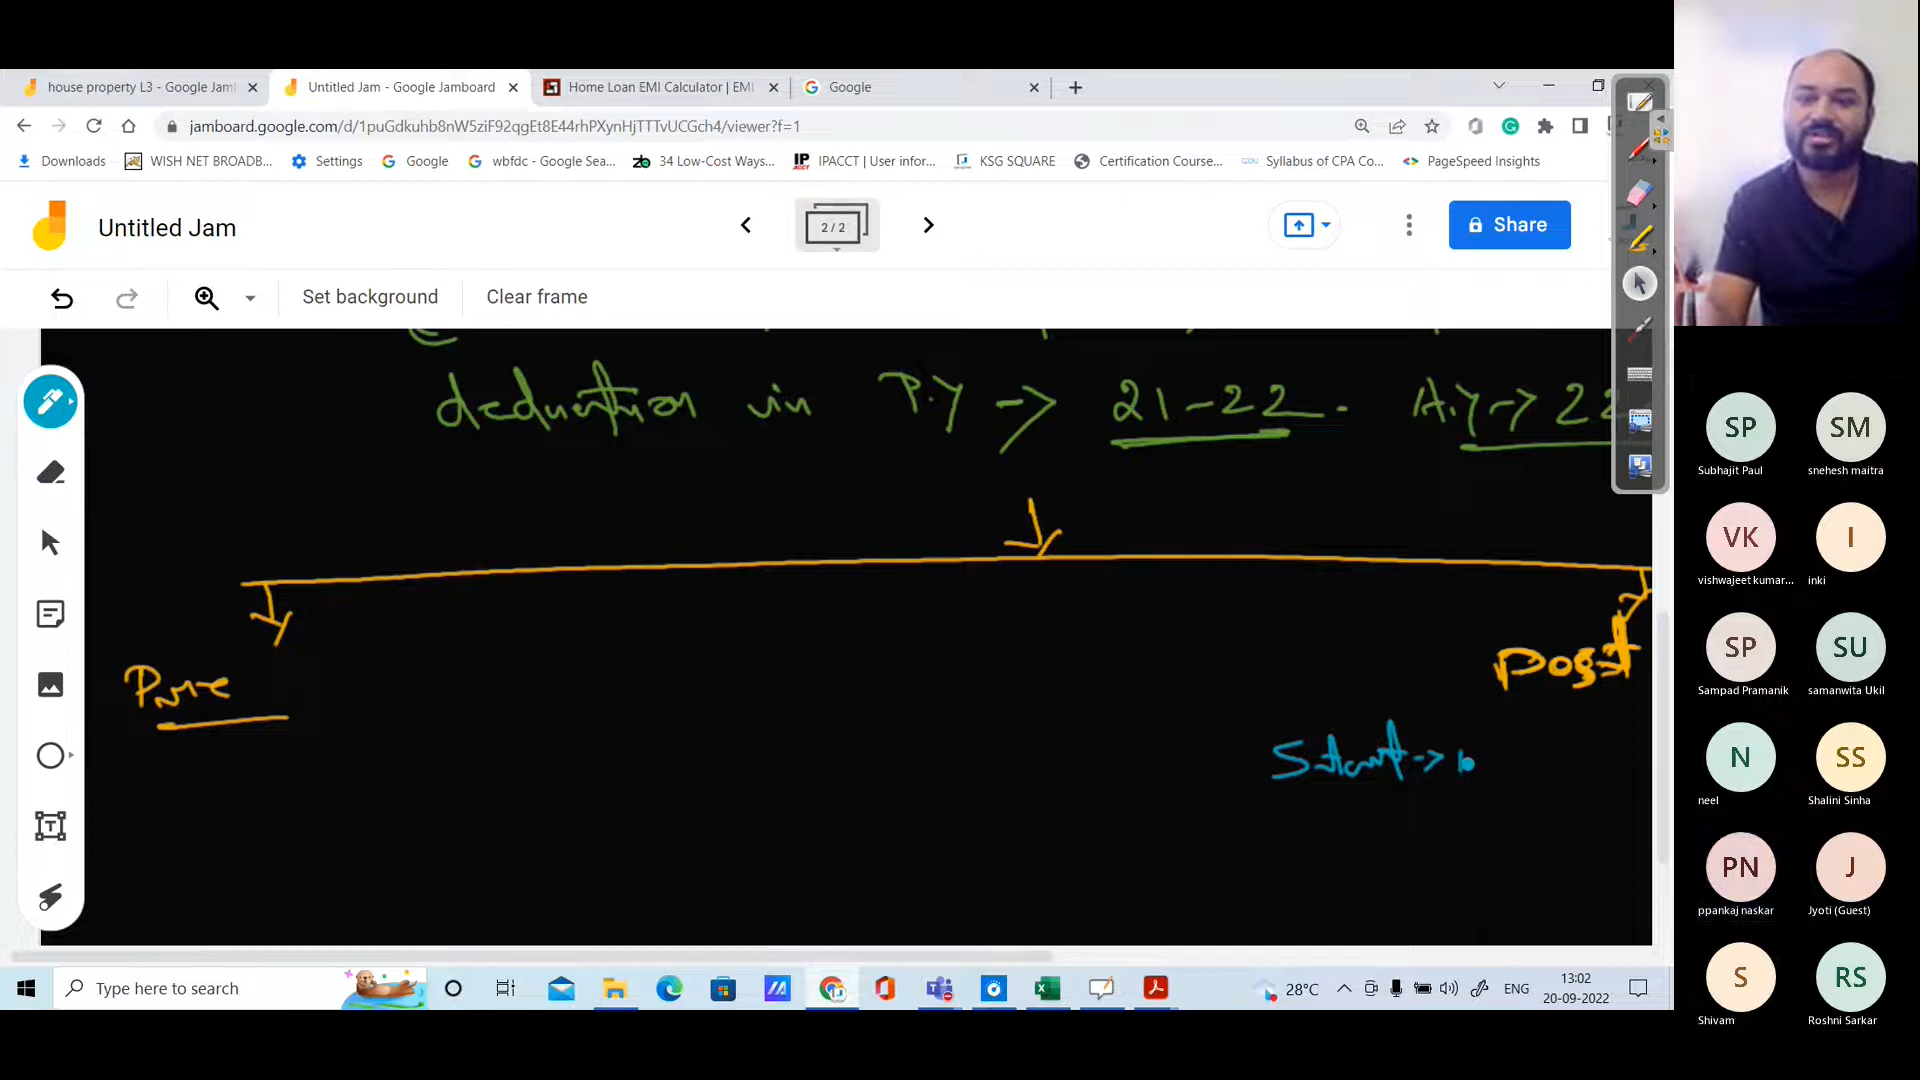 house property L3 - Google Jam
Untitled Jam - Google Jamboard
Home Loan EMI Calculator | EMI
Google
jamboard.google.com/d/1puGdkuhb8nW5ziF92qgEt8E44rhPXynHjTTTvUCGch4/viewer?f=1
Downloads
WISH NET BROADB...
Settings
Google
wbfdc - Google Sea...
34 Low-Cost Ways...
IPACCT | User infor...
KSG SQUARE
Certification Course...
Syllabus of CPA Co...
PageSpeed Insights
Untitled Jam
2 / 2
Share
Set background
Clear frame
deduction in P.Y -> 21-22. A.Y -> 22
Pre
post
Start ->
SP
SM
Subhajit Paul
snehesh maitra
VK
I
vishwajeet kumar...
inki
SP
SU
Sampad Pramanik
samanwita Ukil
N
SS
neel
Shalini Sinha
PN
J
ppankaj naskar
Jyoti (Guest)
S
RS
Shivam
Roshni Sarkar
Type here to search
28°C
ENG
13:02
20-09-2022